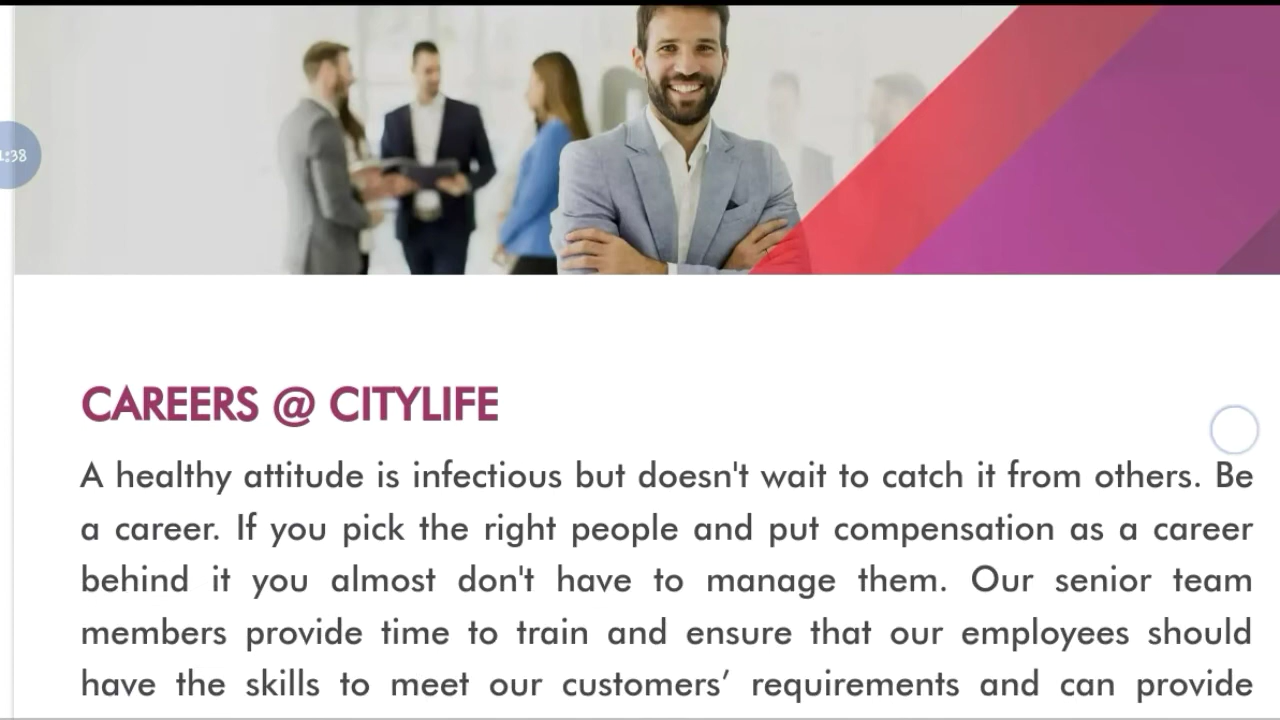 :38
CAREERS @ CITYLIFE
A healthy attitude is infectious but doesn't wait to catch it from others. Be
a career. If you pick the right people and put compensation as a career
behind it you almost don't have to manage them. Our senior team
members provide time to train and ensure that our employees should
have the skills to meet our customers’ requirements and can provide